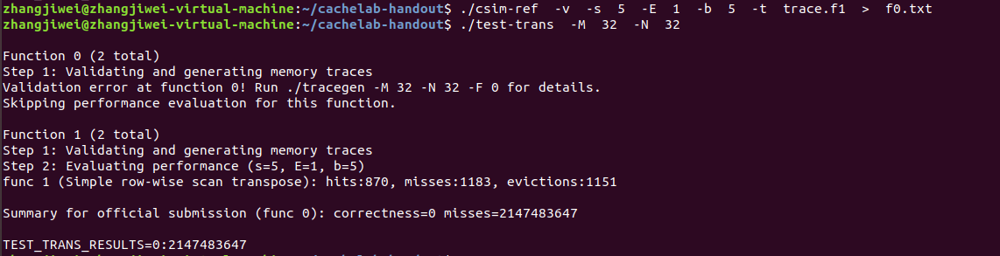 zhangjiwei@zhangjiwei-virtual-machine:~/cachelab-handout$ ./csim-ref -v -s 5 -E 1 -b 5 -t trace.f1 > f0.txt
zhangjiwei@zhangjiwei-virtual-machine:~/cachelab-handout$ ./test-trans -M 32 -N 32
Function 0 (2 total)
Step 1: Validating and generating memory traces
Validation error at function 0! Run ./tracegen -M 32 -N 32 -F 0 for details.
Skipping performance evaluation for this function.
Function 1 (2 total)
Step 1: Validating and generating memory traces
Step 2: Evaluating performance (s=5, E=1, b=5)
func 1 (Simple row-wise scan transpose): hits:870, misses:1183, evictions:1151
Summary for official submission (func 0): correctness=0 misses=2147483647
TEST_TRANS_RESULTS=0:2147483647